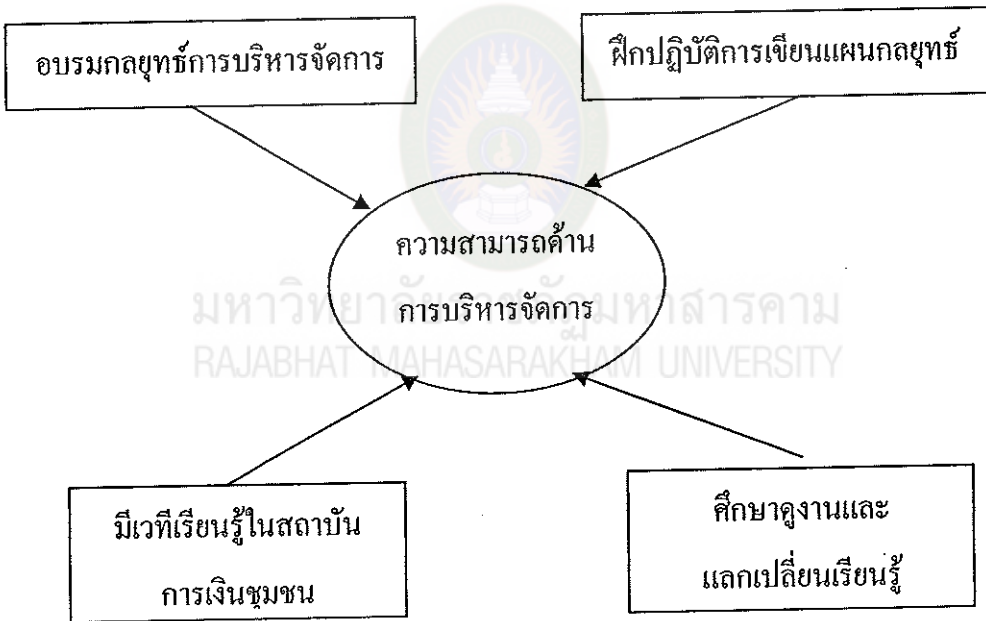 อบรมกลยุทธ์การบริหารจัดการ
ฝึกปฏิบัติการเขียนแผนกลยุทธ์
ความสามารถด้าน
การบริหารจัดการ
มหาวิทยาลัยราชภัฏมหาสารคาม
RAJABHAT MAHASARAKHAM UNIVERSITY
มีเวทีเรียนรู้ในสถาบัน
การเงินชุมชน
ศึกษาดูงานและ
แลกเปลี่ยนเรียนรู้